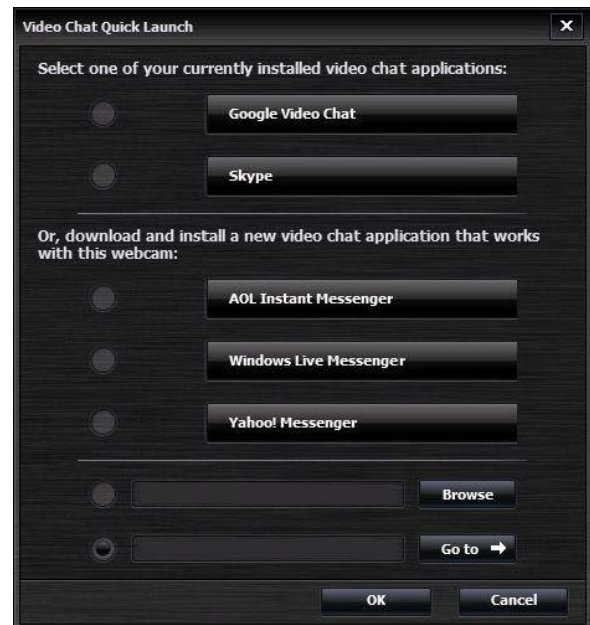 Video Chat Quick Launch
Select one of your currently installed video chat applications:
Google Video Chat
Skype
Or, download and install a new video chat application that works
with this webcam:
AOL Instant Messenger
Windows Live Messenger
Yahoo! Messenger
Browse
Go to
OK Cancel